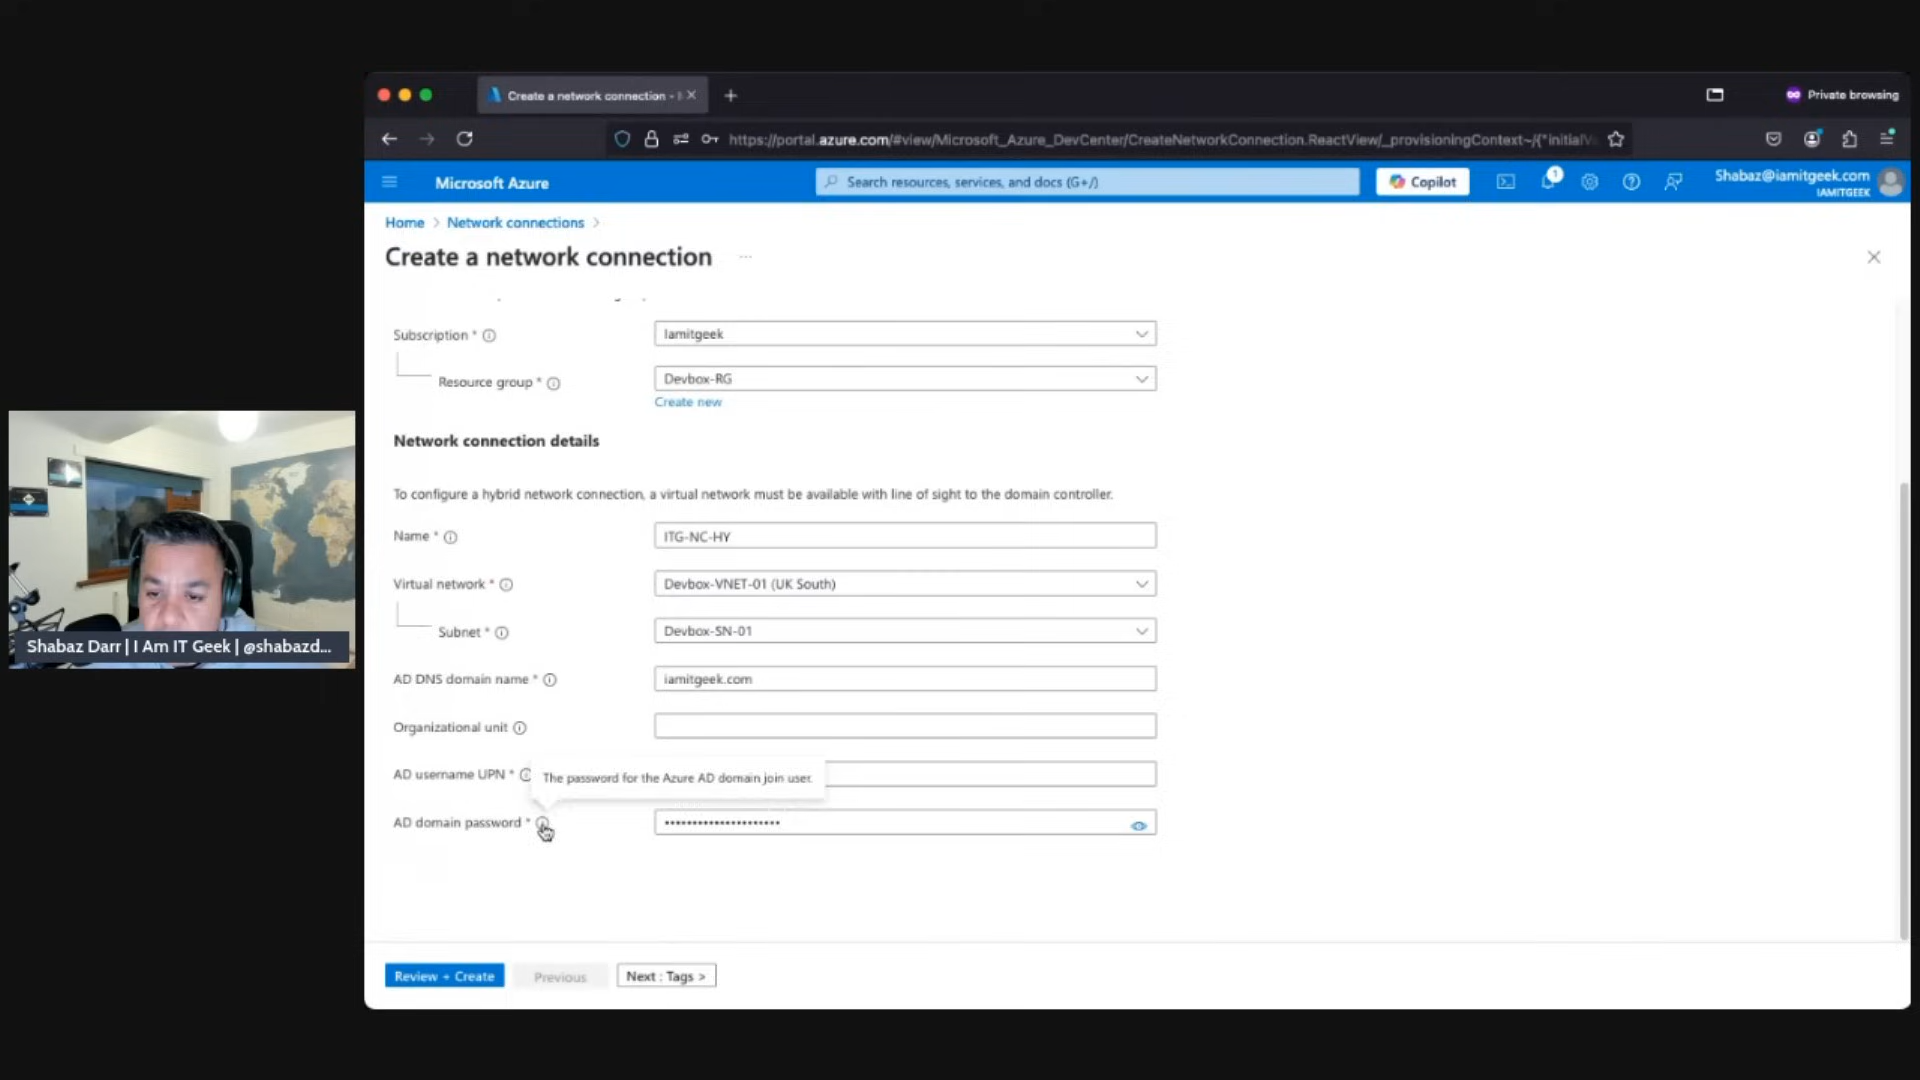 Create a network connection - I
Private browsing
https://portal.azure.com/#view/Microsoft_Azure_DevCenter/CreateNetworkConnection.ReactView/_provisioningContext~/{"initialV
Microsoft Azure
Search resources, services, and docs (G+/)
Copilot
1
Shabaz@iamitgeek.com
IAMITGEEK
Home > Network connections >
Create a network connection ...
Subscription *
Iamitgeek
Resource group *
Devbox-RG
Create new
Network connection details
To configure a hybrid network connection, a virtual network must be available with line of sight to the domain controller.
Name *
ITG-NC-HY
Virtual network *
Devbox-VNET-01 (UK South)
Subnet *
Devbox-SN-01
AD DNS domain name *
iamitgeek.com
Organizational unit
AD username UPN *
The password for the Azure AD domain join user.
AD domain password *
Review + Create
Previous
Next : Tags >
Shabaz Darr | I Am IT Geek | @shabazd...